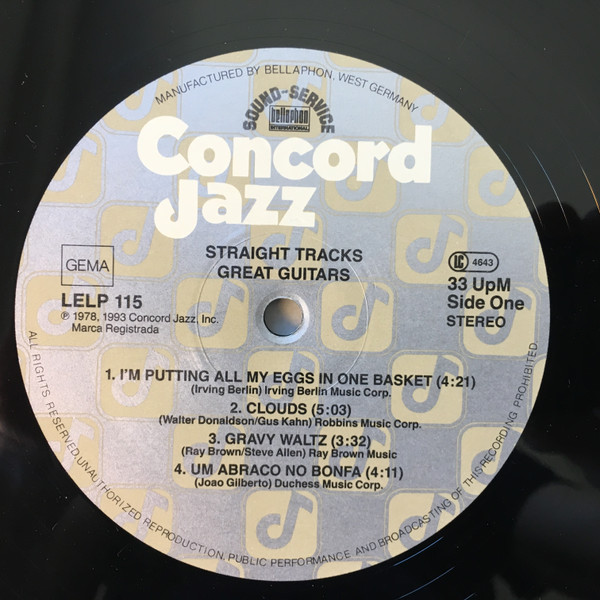 MANUFACTURED BY BELLAPHON, WEST GERMANY
SOUND-SERVICE
bellaphon
INTERNATIONAL
Concord
Jazz
STRAIGHT TRACKS
GREAT GUITARS
GEMA
LC 4643
LELP 115
33 UpM
℗ 1978, 1993 Concord Jazz, Inc.
Side One
Marca Registrada
STEREO
1. I'M PUTTING ALL MY EGGS IN ONE BASKET (4:21)
(Irving Berlin) Irving Berlin Music Corp.
2. CLOUDS (5:03)
(Walter Donaldson/Gus Kahn) Robbins Music Corp.
3. GRAVY WALTZ (3:32)
(Ray Brown/Steve Allen) Ray Brown Music
4. UM ABRACO NO BONFA (4:11)
(Joao Gilberto) Duchess Music Corp.
ALL RIGHTS RESERVED. UNAUTHORIZED REPRODUCTION, PUBLIC PERFORMANCE AND BROADCASTING OF THIS RECORDING PROHIBITED